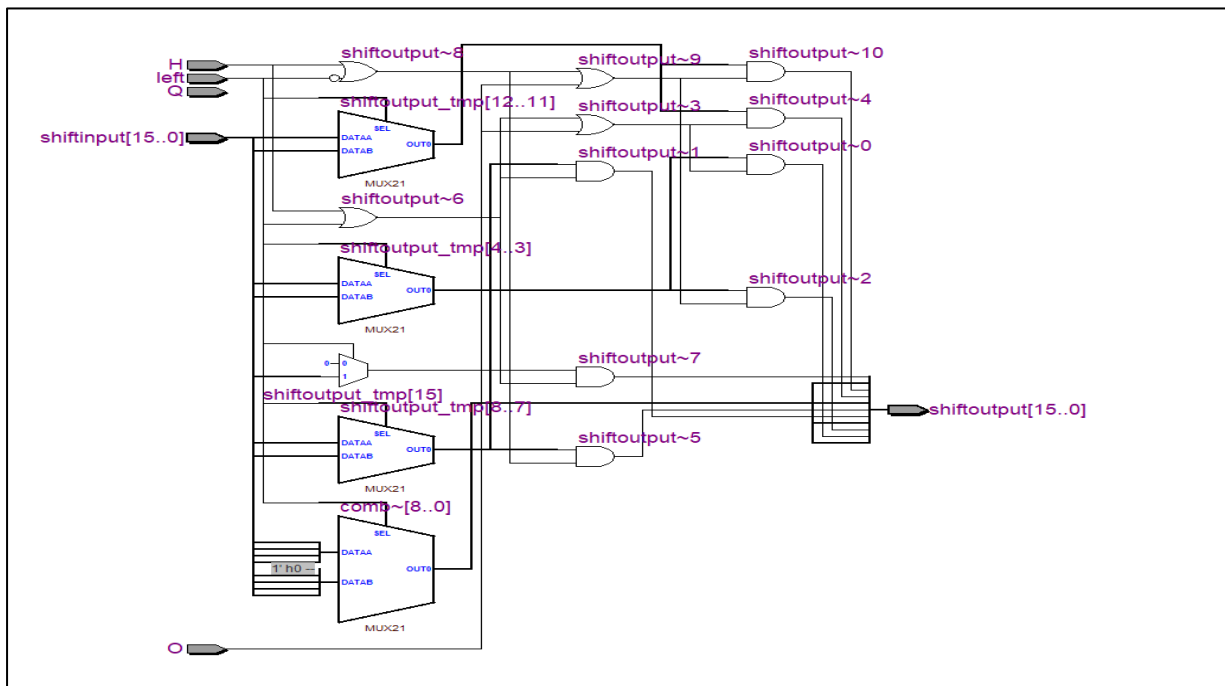 shiftoutput~8
shiftoutput~9
shiftoutput~10
H
left
Q
shiftoutput_tmp[12..11]
shiftoutput~3
shiftoutput~4
SEL
shiftinput[15..0]
DATAA
DATAB
OUT0
MUX21
shiftoutput~1
shiftoutput~0
shiftoutput~6
shiftoutput_tmp[4..3]
SEL
DATAA
DATAB
OUT0
MUX21
shiftoutput~2
0
0
1
shiftoutput~7
shiftoutput_tmp[15]
shiftoutput_tmp[8..7]
SEL
DATAA
DATAB
OUT0
MUX21
shiftoutput~5
shiftoutput[15..0]
comb~[8..0]
SEL
DATAA
1' h0 --
DATAB
OUT0
MUX21
O